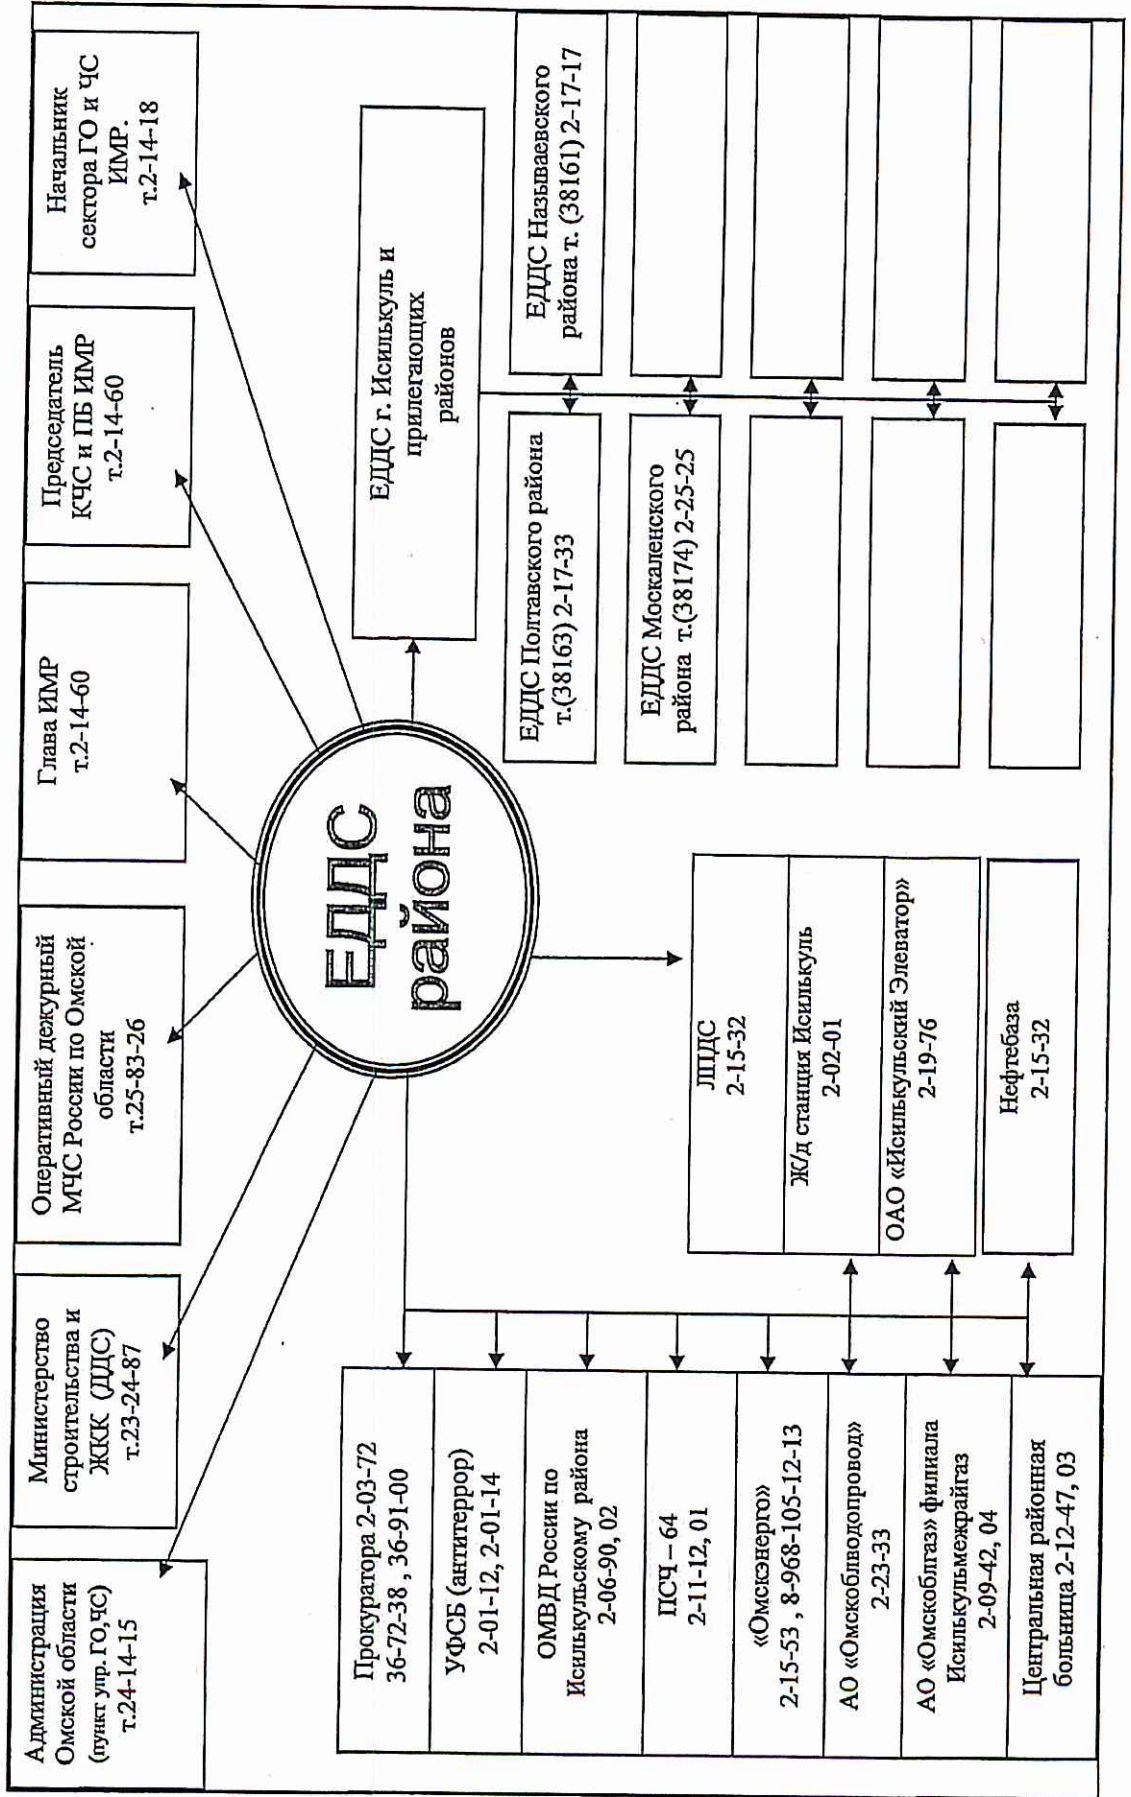 Администрация
Омской области
(пункт упр. ГО,ЧС)
т.24-14-15
Министерство
строительства и
ЖКК (ДДС)
т.23-24-87
Оперативный дежурный
МЧС России по Омской
области
т.25-83-26
Глава ИМР
т.2-14-60
Председатель
КЧС и ПБ ИМР
т.2-14-60
Начальник
сектора ГО и ЧС
ИМР.
т.2-14-18
ЕДДС
района
ЕДДС г. Исилькуль и
прилегающих
районов
Прокуратора 2-03-72
36-72-38 , 36-91-00
УФСБ (антитеррор)
2-01-12, 2-01-14
ОМВД России по
Исилькульскому района
2-06-90, 02
ПСЧ – 64
2-11-12, 01
«Омскэнерго»
2-15-53 , 8-968-105-12-13
АО «Омскоблводопровод»
2-23-33
АО «Омскоблгаз» филиала
Исилькульмежрайгаз
2-09-42, 04
Центральная районная
больница 2-12-47, 03
ЛПДС
2-15-32
Ж/д станция Исилькуль
2-02-01
ОАО «Исилькульский Элеватор»
2-19-76
Нефтебаза
2-15-32
ЕДДС Полтавского района
т.(38163) 2-17-33
ЕДДС Называевского
района т. (38161) 2-17-17
ЕДДС Москаленского
района т.(38174) 2-25-25